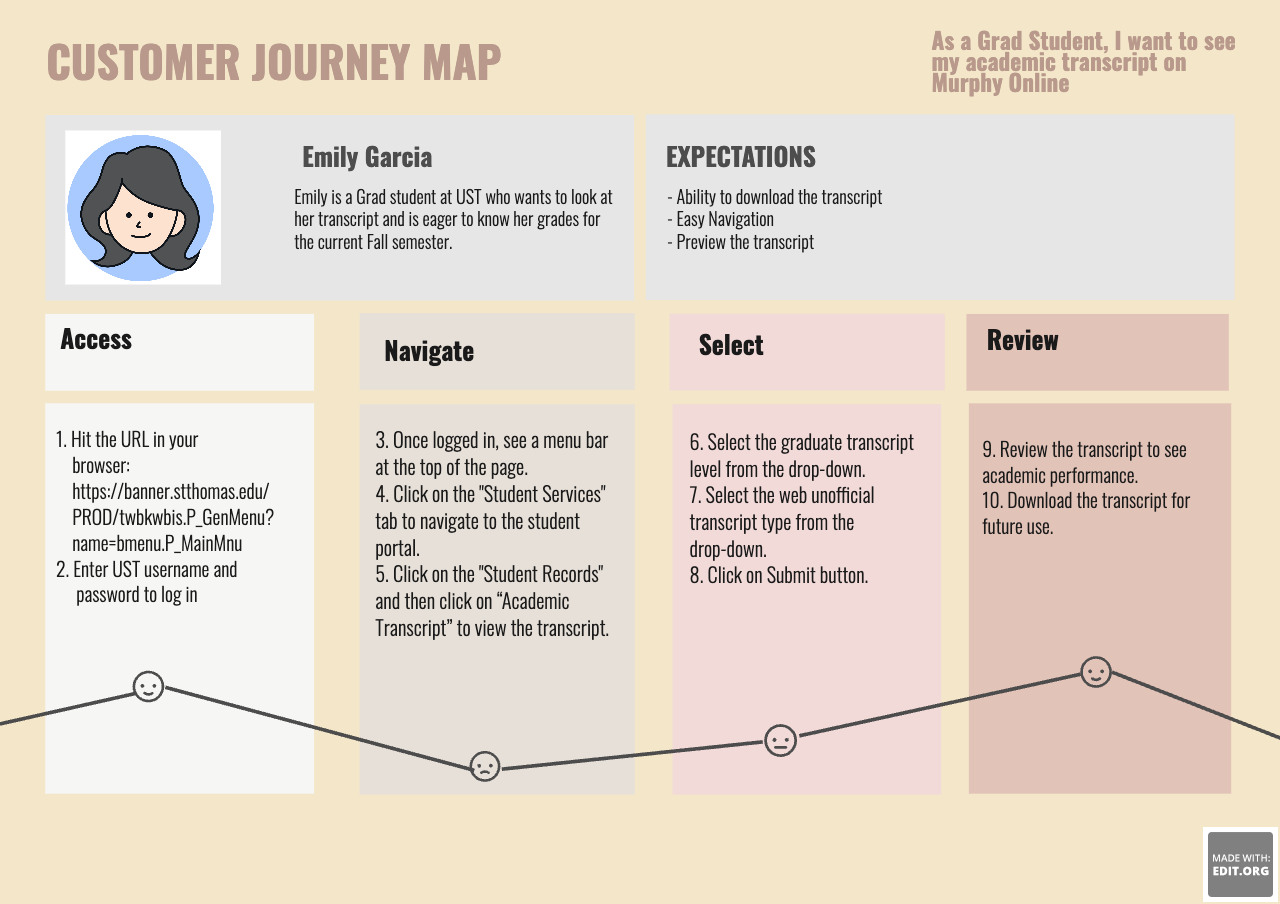 CUSTOMER JOURNEY MAP
As a Grad Student, I want to see
my academic transcript on
Murphy Online
Emily Garcia
Emily is a Grad student at UST who wants to look at
her transcript and is eager to know her grades for
the current Fall semester.
EXPECTATIONS
- Ability to download the transcript
- Easy Navigation
- Preview the transcript
Access
1. Hit the URL in your
browser:
https://banner.stthomas.edu/
PROD/twbkwbis.P_GenMenu?
name=bmenu.P_MainMnu
2. Enter UST username and
password to log in
Navigate
3. Once logged in, see a menu bar
at the top of the page.
4. Click on the "Student Services"
tab to navigate to the student
portal.
5. Click on the "Student Records"
and then click on “Academic
Transcript” to view the transcript.
Select
6. Select the graduate transcript
level from the drop-down.
7. Select the web unofficial
transcript type from the
drop-down.
8. Click on Submit button.
Review
9. Review the transcript to see
academic performance.
10. Download the transcript for
future use.
MADE WITH:
EDIT.ORG